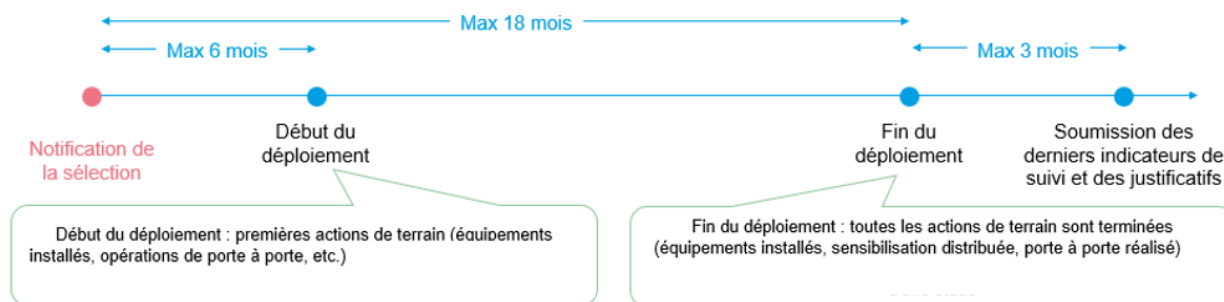 Max 18 mois
Max 6 mois
Max 3 mois
Notification de
la sélection
Début du
déploiement
Fin du
déploiement
Soumission des
derniers indicateurs de
suivi et des justificatifs
Début du déploiement : premières actions de terrain (équipements
installés, opérations de porte à porte, etc.)
Fin du déploiement : toutes les actions de terrain sont terminées
(équipements installés, sensibilisation distribuée, porte à porte réalisé)